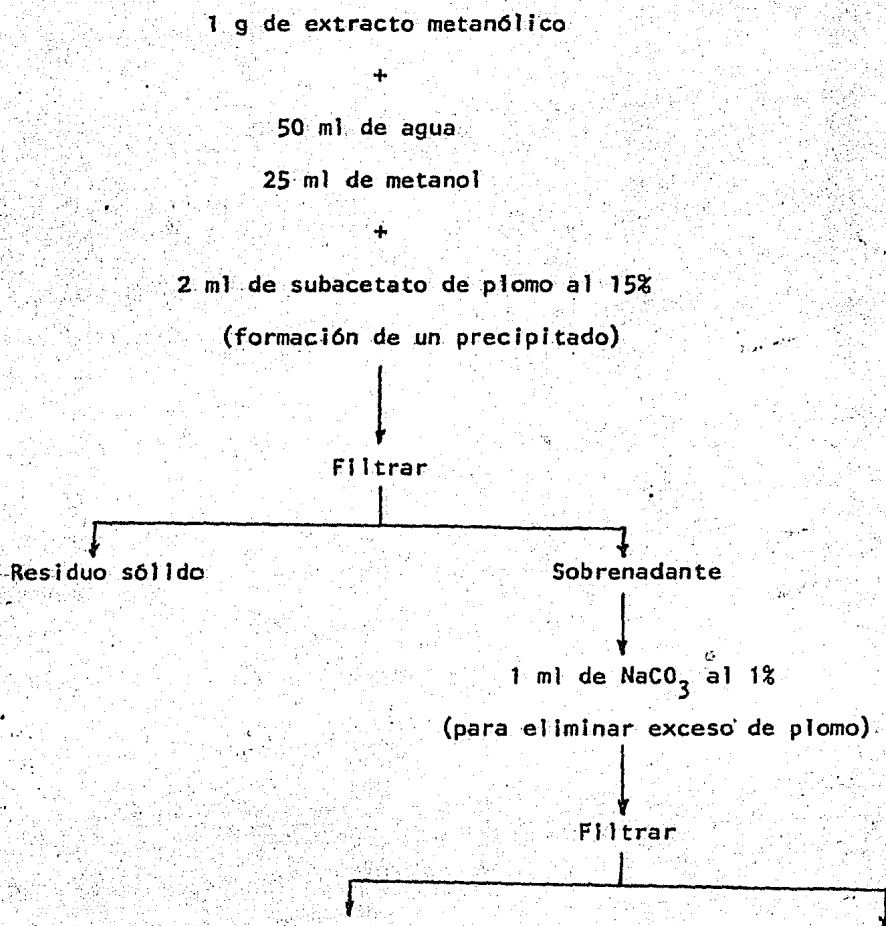 1 g de extracto metanólico
+
50 ml de agua
25 ml de metanol
+
2 ml de subacetato de plomo al 15%
(formación de un precipitado)
Filtrar
Residuo sólido
Sobrenadante
1 ml de NaCO₃ al 1%
(para eliminar exceso de plomo)
Filtrar